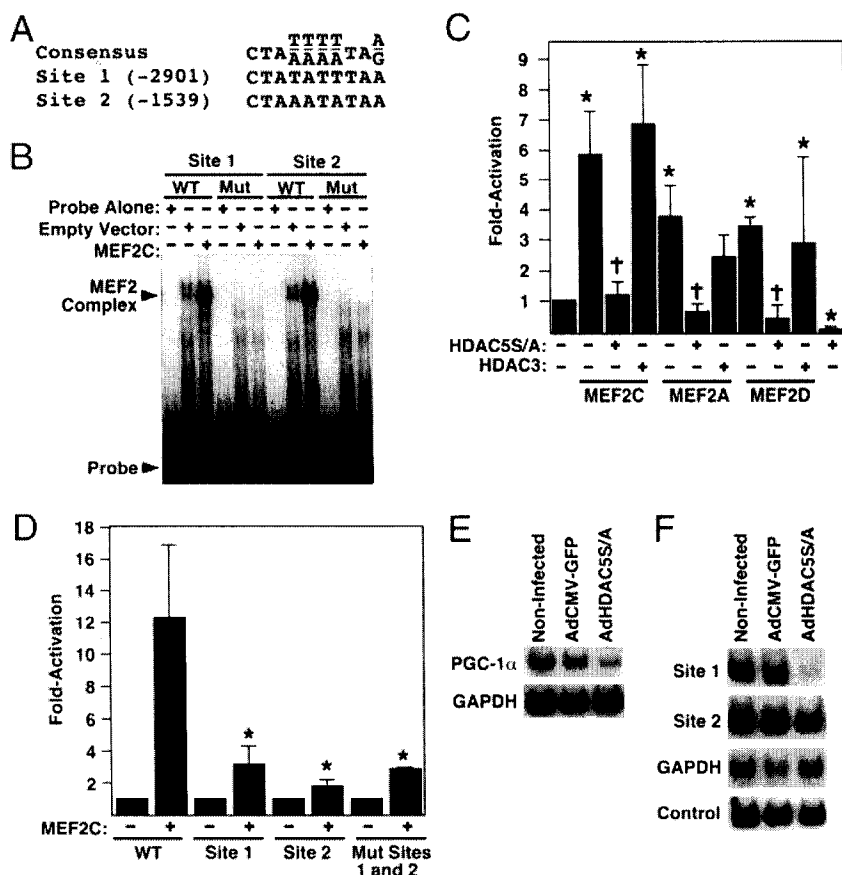 A
TTTT A
Consensus CTAAAAATAG
Site 1 (-2901) CTATATTTAA
Site 2 (-1539) CTAAATATAA
B
Site 1 Site 2
WT Mut WT Mut
Probe Alone: + - - + - - + - - + - -
Empty Vector: - + - - + - - + - - + -
MEF2C: - - + - - + - - + - - +
MEF2 Complex
Probe
C
Fold-Activation
9
8
7
6
5
4
3
2
1
* † * * † * † * *
HDAC5S/A: - - + - - + - - + - +
HDAC3: - - - + - - + - - + -
MEF2C MEF2A MEF2D
D
Fold-Activation
18
16
14
12
10
8
6
4
2
* * *
MEF2C: - + - + - + - +
WT Site 1 Site 2 Mut Sites
1 and 2
E
Non-Infected
AdCMV-GFP
AdHDAC5S/A
PGC-1α
GAPDH
F
Non-Infected
AdCMV-GFP
AdHDAC5S/A
Site 1
Site 2
GAPDH
Control